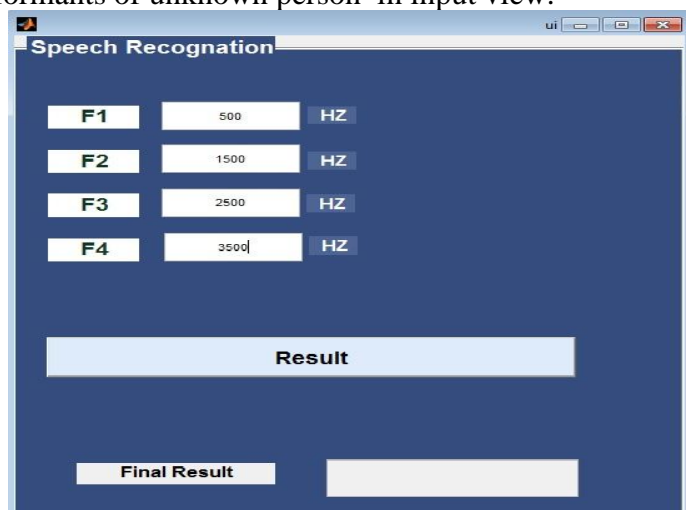 formants of unknown person in input view.
ui
Speech Recognation
F1 500 HZ
F2 1500 HZ
F3 2500 HZ
F4 3500 HZ
Result
Final Result